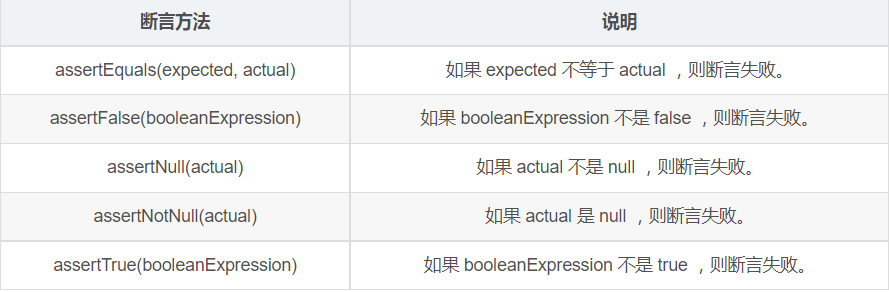 断言方法 说明
assertEquals(expected, actual) 如果 expected 不等于 actual ，则断言失败。
assertFalse(booleanExpression) 如果 booleanExpression 不是 false ，则断言失败。
assertNull(actual) 如果 actual 不是 null ，则断言失败。
assertNotNull(actual) 如果 actual 是 null ，则断言失败。
assertTrue(booleanExpression) 如果 booleanExpression 不是 true ，则断言失败。